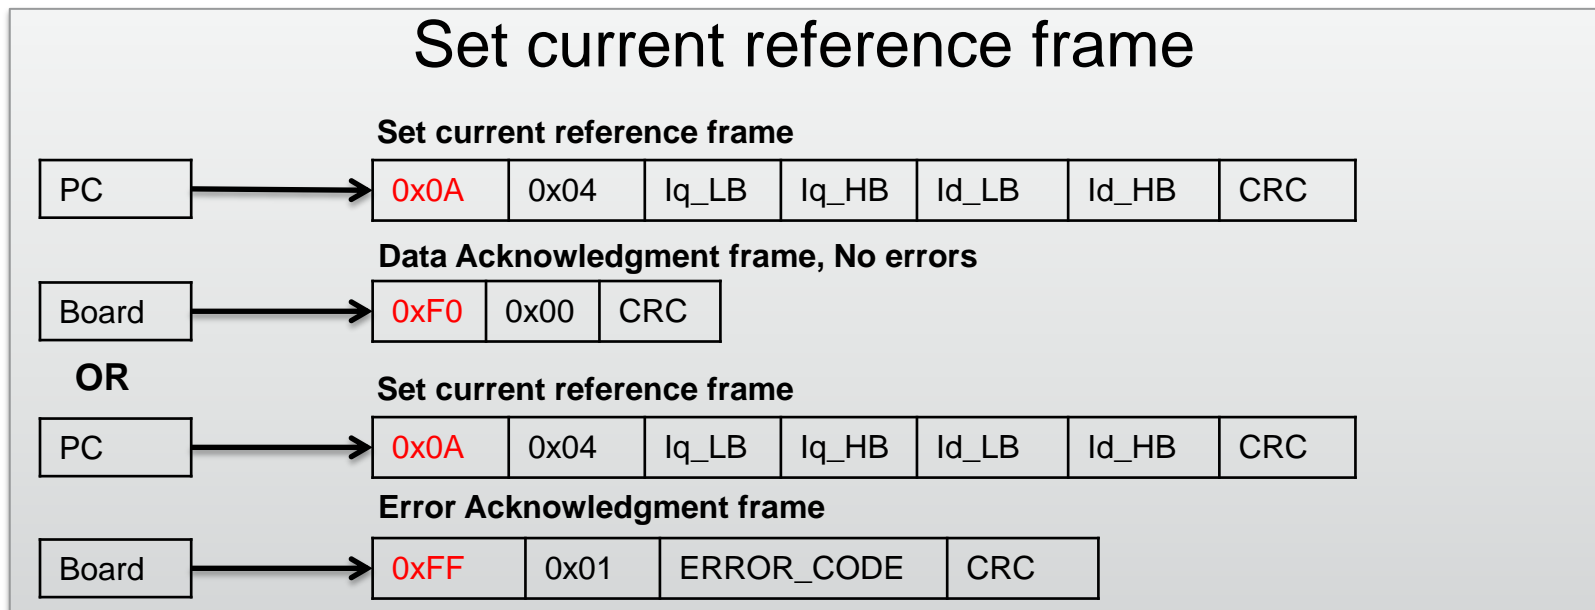 Set current reference frame
Set current reference frame
PC 0x0A 0x04 Iq_LB Iq_HB Id_LB Id_HB CRC
Data Acknowledgment frame, No errors
Board 0xF0 0x00 CRC
OR
Set current reference frame
PC 0x0A 0x04 Iq_LB Iq_HB Id_LB Id_HB CRC
Error Acknowledgment frame
Board 0xFF 0x01 ERROR_CODE CRC